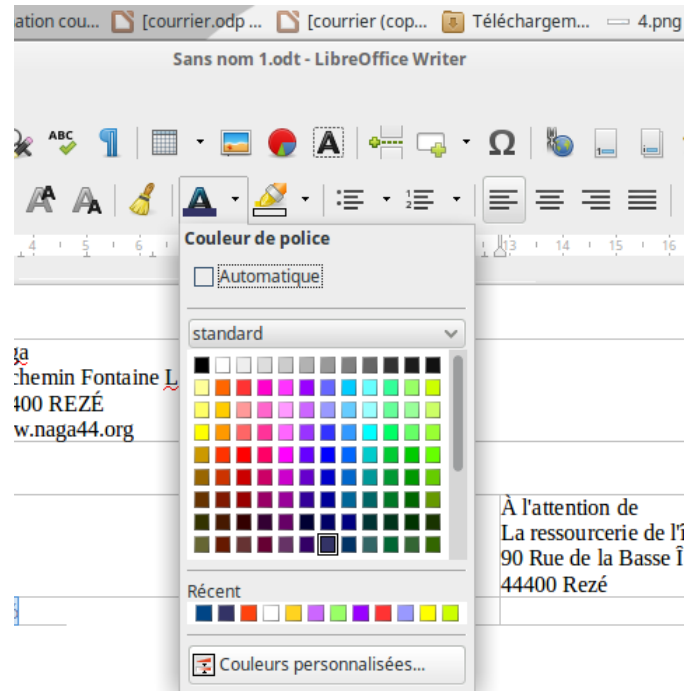 ation cou... [courrier.odp ... [courrier (cop... Téléchargem... 4.png
Sans nom 1.odt - LibreOffice Writer
ABC
4 5 6 13 14 15 16
Couleur de police
Automatique
standard
ga
chemin Fontaine L
400 REZÉ
w.naga44.org
À l'attention de
La ressourcerie de l'î
90 Rue de la Basse Î
44400 Rezé
Récent
Couleurs personnalisées...